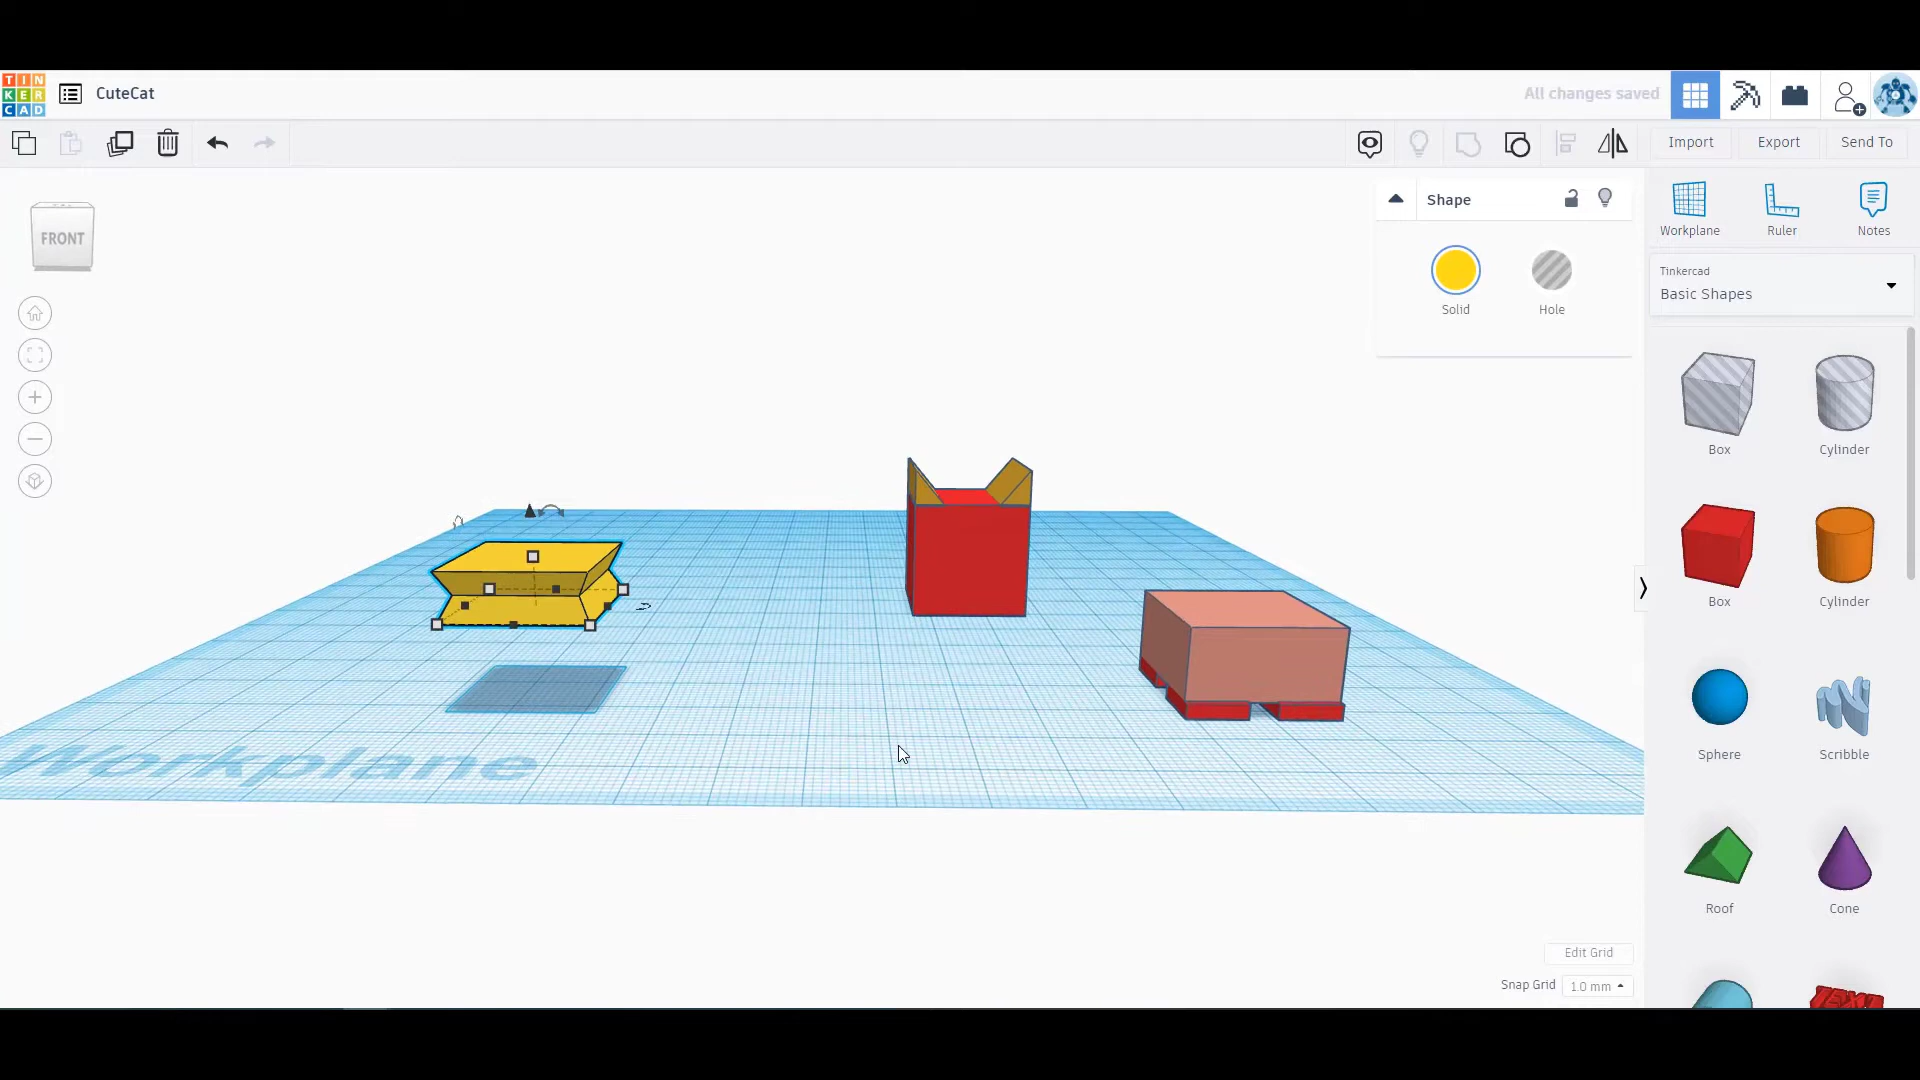 TIN
KER
CAD
CuteCat
All changes saved
Import
Export
Send To
FRONT
Shape
Solid
Hole
Workplane
Ruler
Notes
Tinkercad
Basic Shapes
Box
Cylinder
Box
Cylinder
Sphere
Scribble
Roof
Cone
TEXT
Workplane
Edit Grid
Snap Grid
1.0 mm